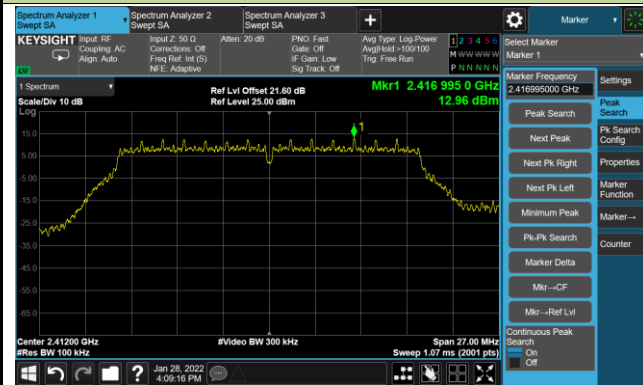 Spectrum Analyzer 1
Swept SA
Spectrum Analyzer 2
Swept SA
Spectrum Analyzer 3
Swept SA
+
Marker
KEYSIGHT
Input: RF
Coupling: AC
Align: Auto
Input Z: 50 Ω
Corrections: Off
Freq Ref: Int (S)
NFE: Adaptive
Atten: 20 dB
PNO: Fast
Gate: Off
IF Gain: Low
Sig Track: Off
Avg Type: Log-Power
Avg|Hold:>100/100
Trig: Free Run
1 2 3 4 5 6
M W W W W W
P N N N N N
LXI
Select Marker
Marker 1
1 Spectrum
Scale/Div 10 dB
Log
Ref Lvl Offset 21.60 dB
Ref Level 25.00 dBm
Mkr1 2.416 995 0 GHz
12.96 dBm
1
15.0
5.00
-5.00
-15.0
-25.0
-35.0
-45.0
-55.0
-65.0
Center 2.41200 GHz
#Res BW 100 kHz
#Video BW 300 kHz
Span 27.00 MHz
Sweep 1.07 ms (2001 pts)
Marker Frequency
2.416995000 GHz
Peak Search
Next Peak
Next Pk Right
Next Pk Left
Minimum Peak
Pk-Pk Search
Marker Delta
Mkr→CF
Mkr→Ref Lvl
Continuous Peak
Search
On
Off
Settings
Peak
Search
Pk Search
Config
Properties
Marker
Function
Marker→
Counter
?
Jan 28, 2022
4:09:16 PM